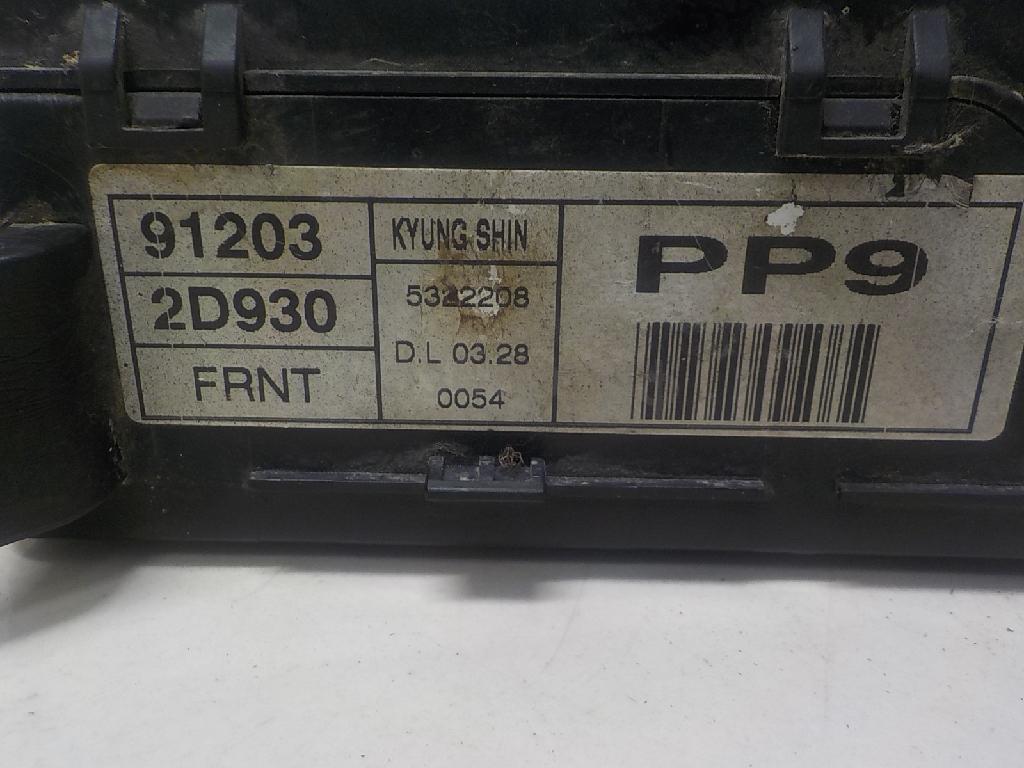 91203
2D930
FRNT
KYUNG SHIN
5322208
D.L 03.28
0054
PP9